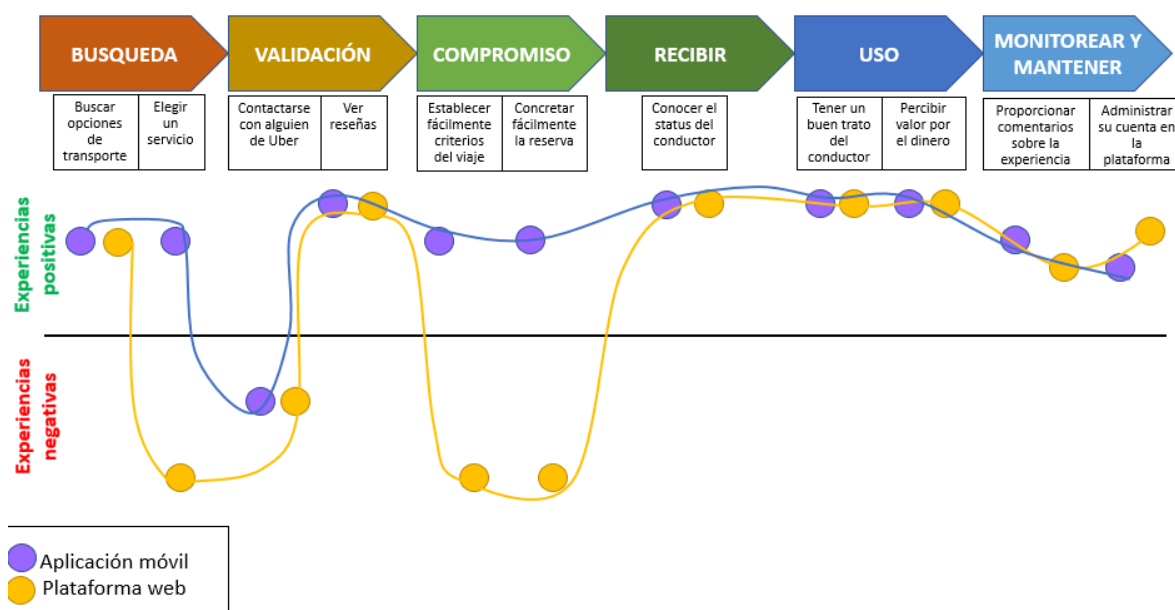 BUSQUEDA
VALIDACIÓN
COMPROMISO
RECIBIR
USO
MONITOREAR Y
MANTENER
Buscar
opciones
de
transporte
Elegir
un
servicio
Contactarse
con alguien
de Uber
Ver
reseñas
Establecer
fácilmente
criterios
del viaje
Concretar
fácilmente
la reserva
Conocer el
status del
conductor
Tener un
buen trato
del
conductor
Percibir
valor por
el dinero
Proporcionar
comentarios
sobre la
experiencia
Administrar
su cuenta en
la
plataforma
Experiencias
positivas
Experiencias
negativas
Aplicación móvil
Plataforma web